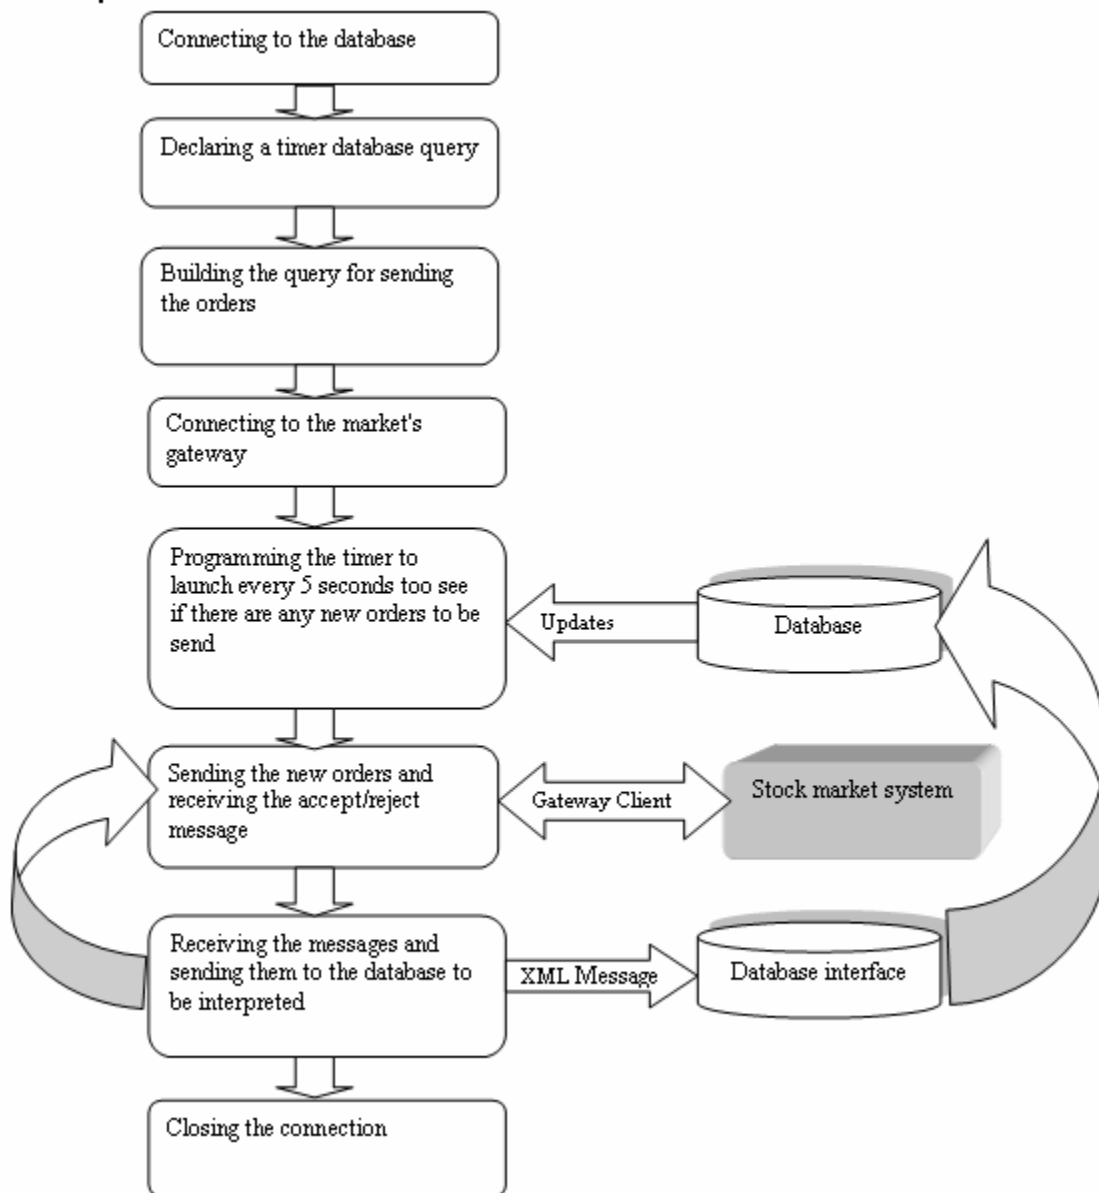 Connecting to the database
Declaring a timer database query
Building the query for sending
the orders
Connecting to the market's
gateway
Programming the timer to
launch every 5 seconds too see
if there are any new orders to be
send
Updates
Database
Sending the new orders and
receiving the accept/reject
message
Gateway Client
Stock market system
Receiving the messages and
sending them to the database to
be interpreted
XML Message
Database interface
Closing the connection